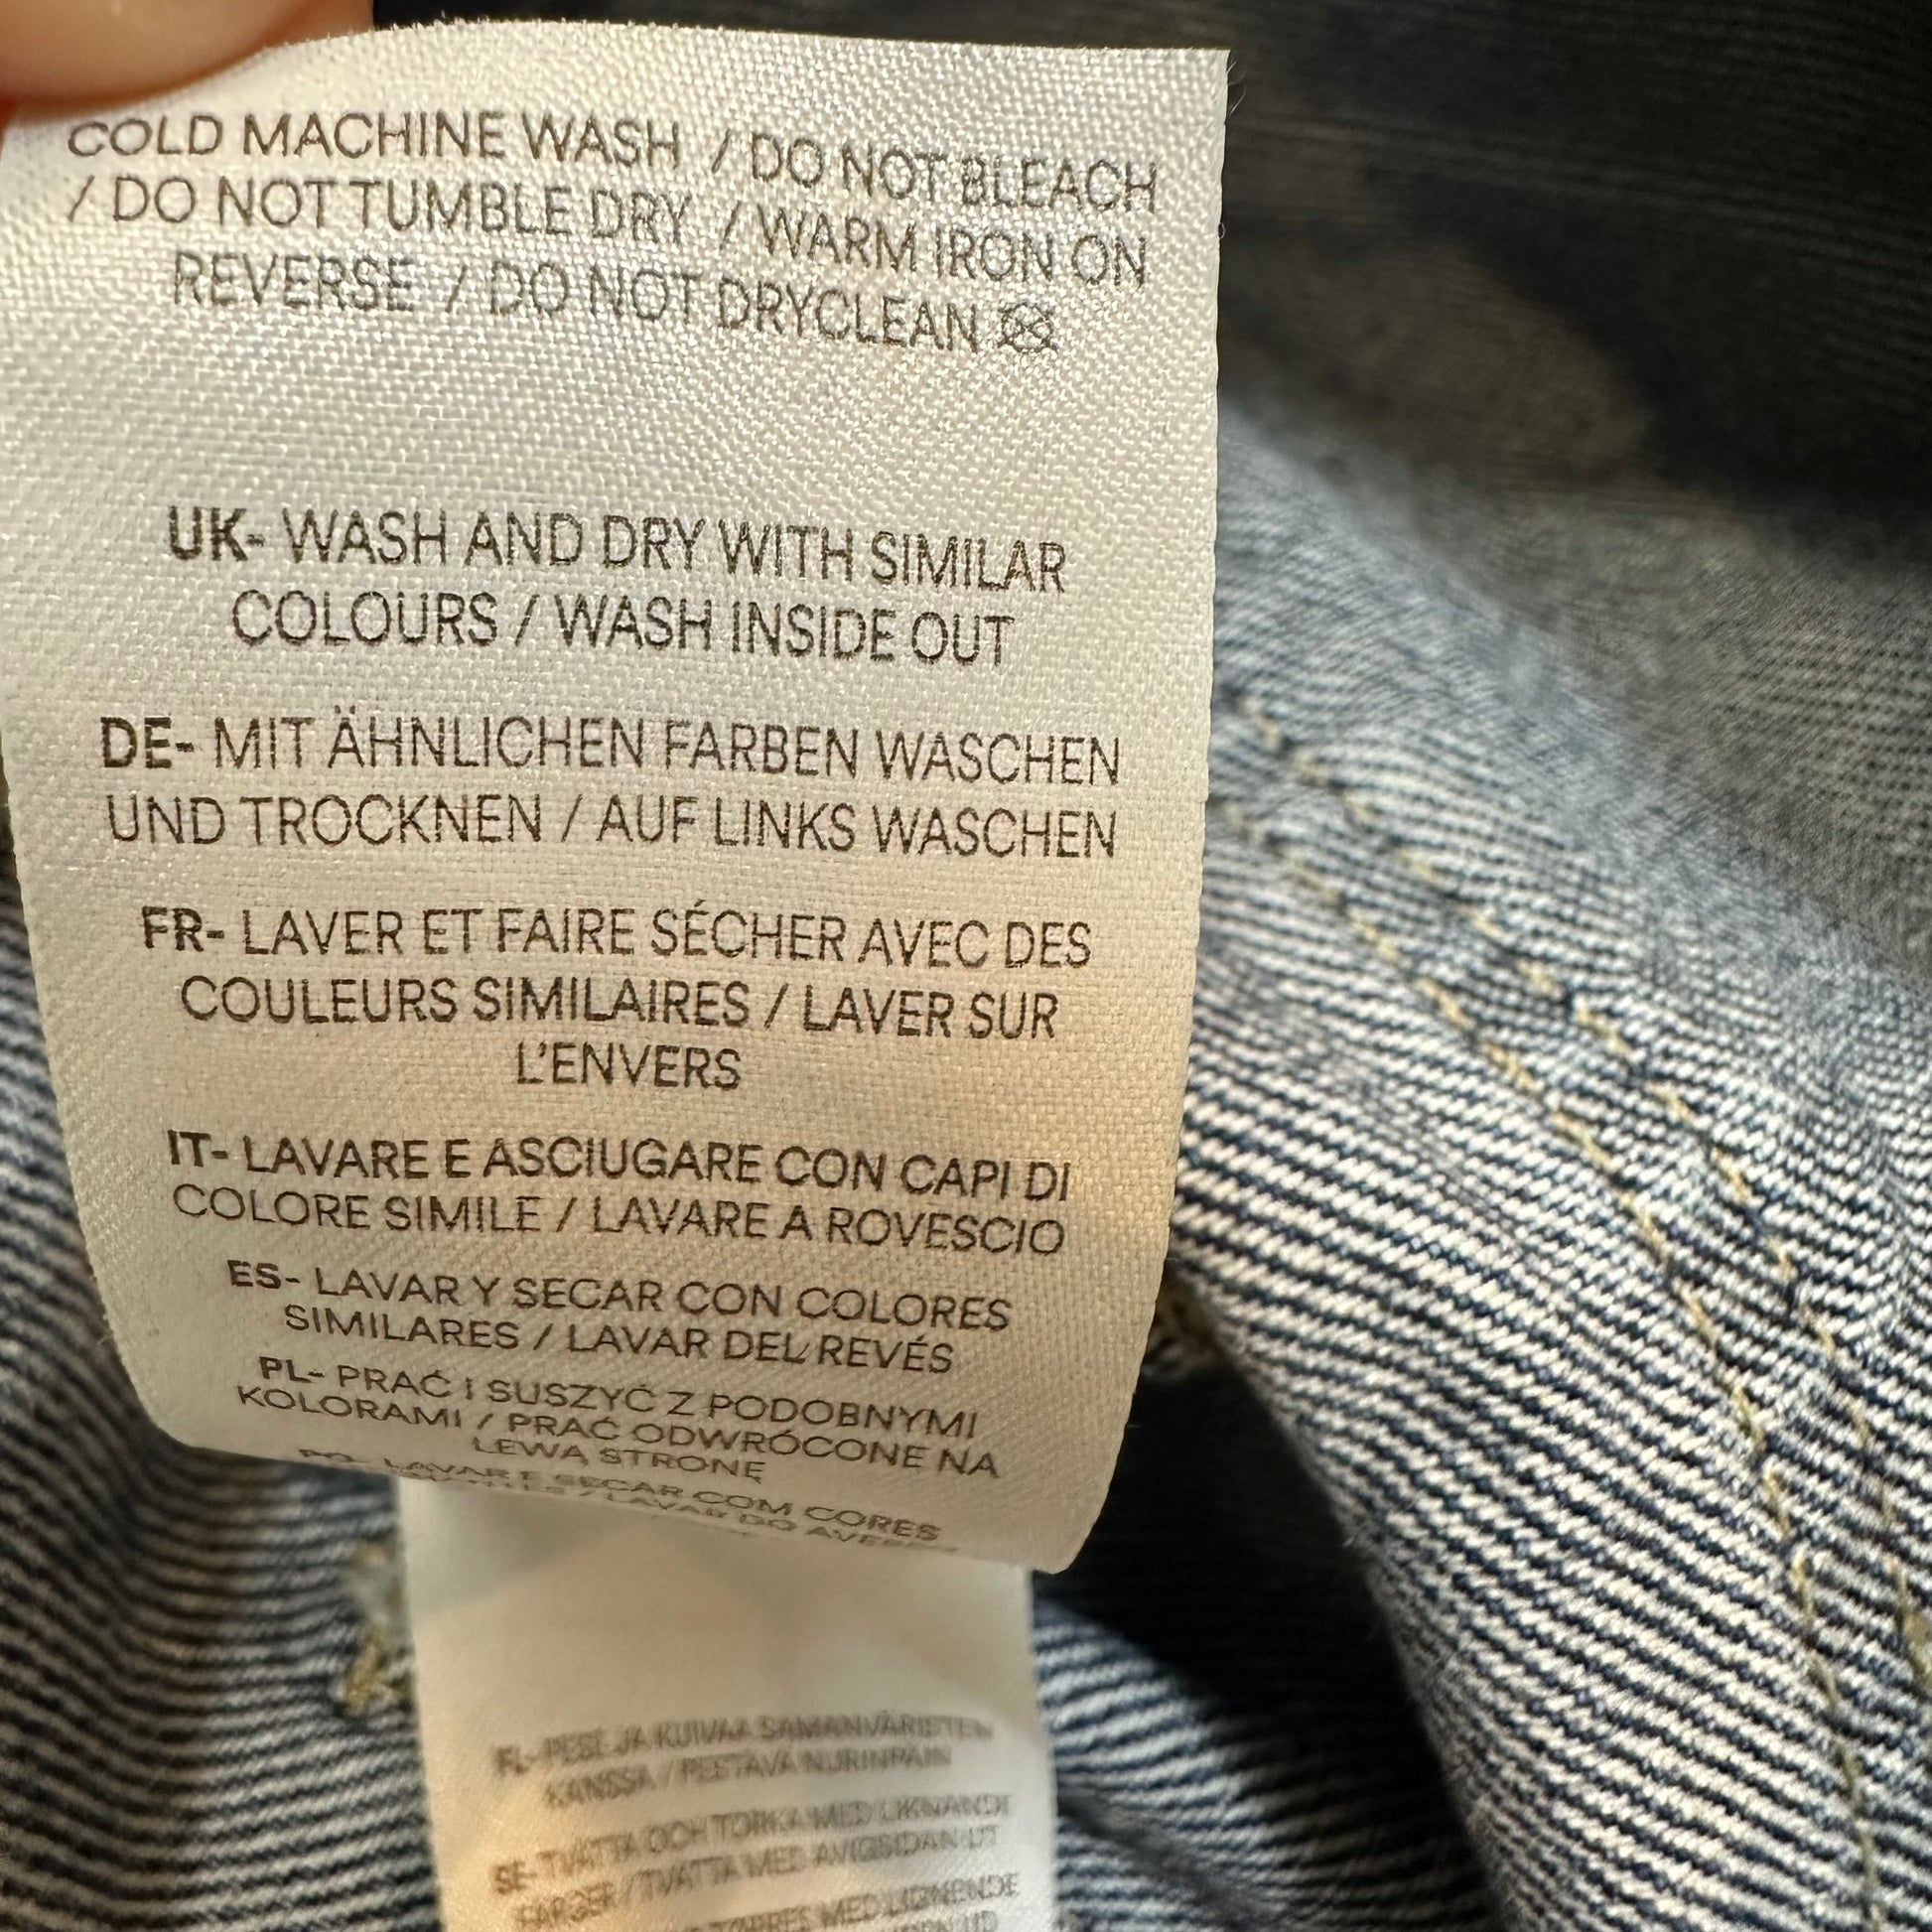 COLD MACHINE WASH / DO NOT BLEACH
/ DO NOT TUMBLE DRY / WARM IRON ON
REVERSE / DO NOT DRYCLEAN
UK- WASH AND DRY WITH SIMILAR
COLOURS / WASH INSIDE OUT
DE- MIT ÄHNLICHEN FARBEN WASCHEN
UND TROCKNEN / AUF LINKS WASCHEN
FR- LAVER ET FAIRE SÉCHER AVEC DES
COULEURS SIMILAIRES / LAVER SUR
L'ENVERS
IT- LAVARE E ASCIUGARE CON CAPI DI
COLORE SIMILE / LAVARE A ROVESCIO
ES- LAVAR Y SECAR CON COLORES
SIMILARES / LAVAR DEL REVÉS
PL- PRAĆ I SUSZYĆ Z PODOBNYMI
KOLORAMI / PRAĆ ODWRÓCONE NA
LEWĄ STRONĘ
LAVAR E SECAR COM CORES
/ LAVAR DO
PESE JA KUIVAA SAMANVÄRISTEN
KANSSA / PESTÄVÄ NURINPÄIN
SE- TVÄTTA OCH TORKA MED LIKNANDE
FÄRGER / TVÄTTA MED AVIGSIDAN UT
MED LIGNENDE
UD